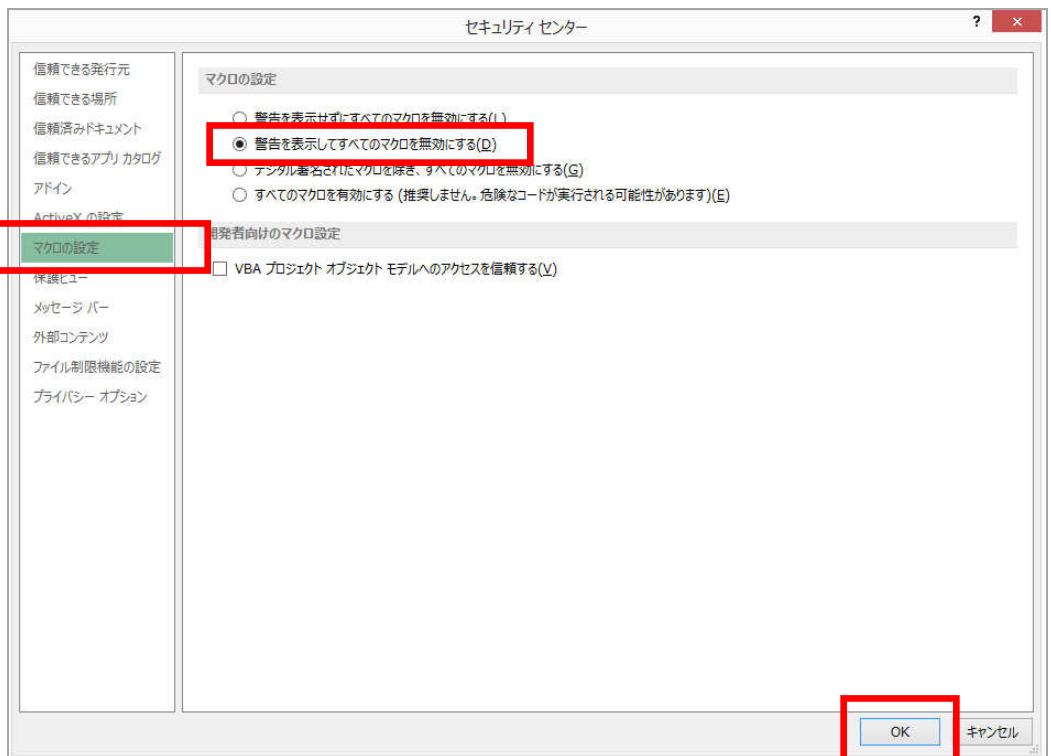 セキュリティ センター
? ×
信頼できる発行元
信頼できる場所
信頼済みドキュメント
信頼できるアプリ カタログ
アドイン
ActiveX の設定
マクロの設定
保護ビュー
メッセージ バー
外部コンテンツ
ファイル制限機能の設定
プライバシー オプション
マクロの設定
警告を表示せずにすべてのマクロを無効にする(L)
警告を表示してすべてのマクロを無効にする(D)
デジタル署名されたマクロを除き、すべてのマクロを無効にする(G)
すべてのマクロを有効にする (推奨しません。危険なコードが実行される可能性があります)(E)
開発者向けのマクロ設定
VBA プロジェクト オブジェクト モデルへのアクセスを信頼する(V)
OK
キャンセル